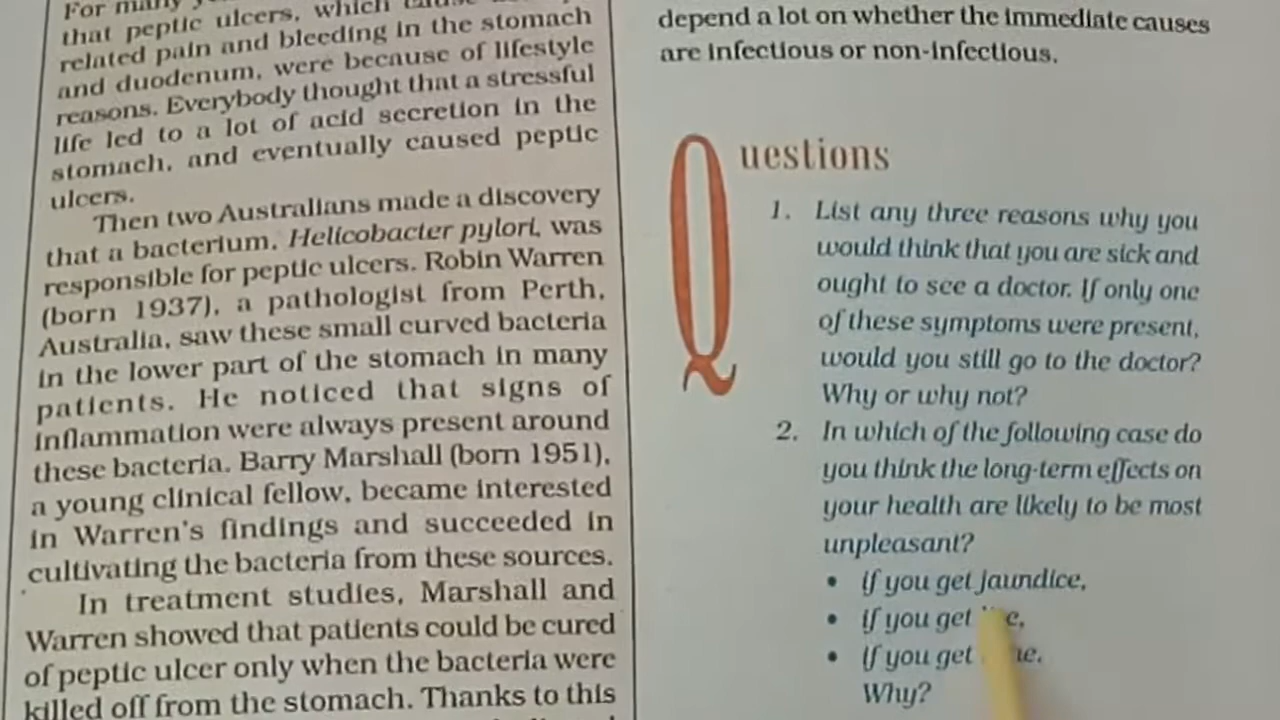 For many
that peptic ulcers, which
related pain and bleeding in the stomach
and duodenum, were because of lifestyle
reasons. Everybody thought that a stressful
life led to a lot of acid secretion in the
stomach, and eventually caused peptic
ulcers.
Then two Australians made a discovery
that a bacterium, Helicobacter pylori, was
responsible for peptic ulcers. Robin Warren
(born 1937), a pathologist from Perth,
Australia, saw these small curved bacteria
in the lower part of the stomach in many
patients. He noticed that signs of
inflammation were always present around
these bacteria. Barry Marshall (born 1951),
a young clinical fellow, became interested
in Warren's findings and succeeded in
cultivating the bacteria from these sources.
In treatment studies, Marshall and
Warren showed that patients could be cured
of peptic ulcer only when the bacteria were
killed off from the stomach. Thanks to this
depend a lot on whether the immediate causes
are infectious or non-infectious.
Questions
1. List any three reasons why you
would think that you are sick and
ought to see a doctor. If only one
of these symptoms were present,
would you still go to the doctor?
Why or why not?
2. In which of the following case do
you think the long-term effects on
your health are likely to be most
unpleasant?
• if you get jaundice,
• if you get
• if you get
Why?